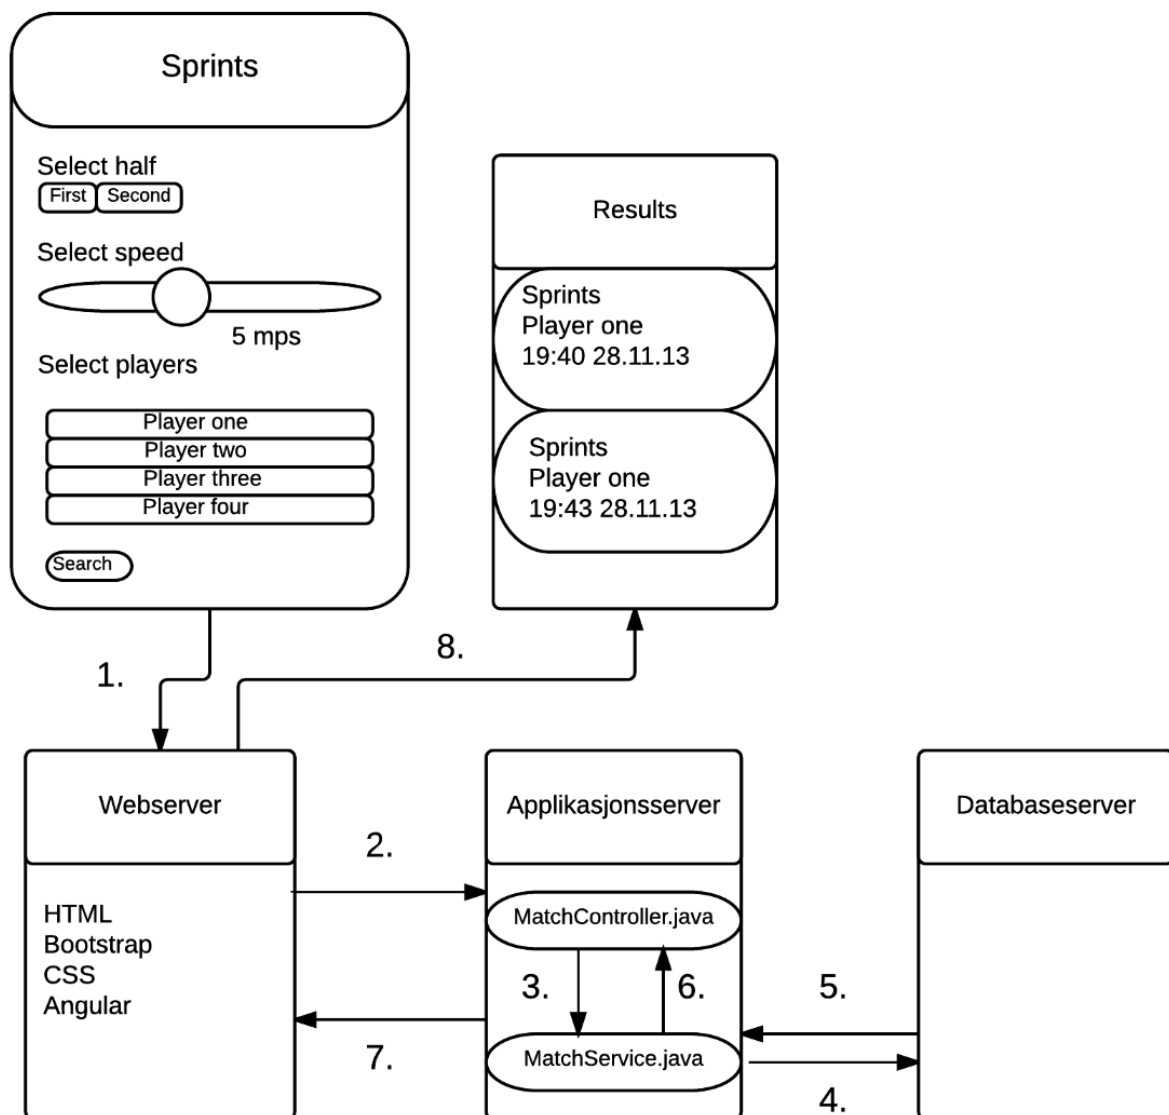 Sprints
Select half
First Second
Select speed
5 mps
Select players
Player one
Player two
Player three
Player four
Search
Results
Sprints
Player one
19:40 28.11.13
Sprints
Player one
19:43 28.11.13
1.
8.
Webserver
HTML
Bootstrap
CSS
Angular
2.
7.
Applikasjonsserver
MatchController.java
3.
6.
MatchService.java
5.
4.
Databaseserver